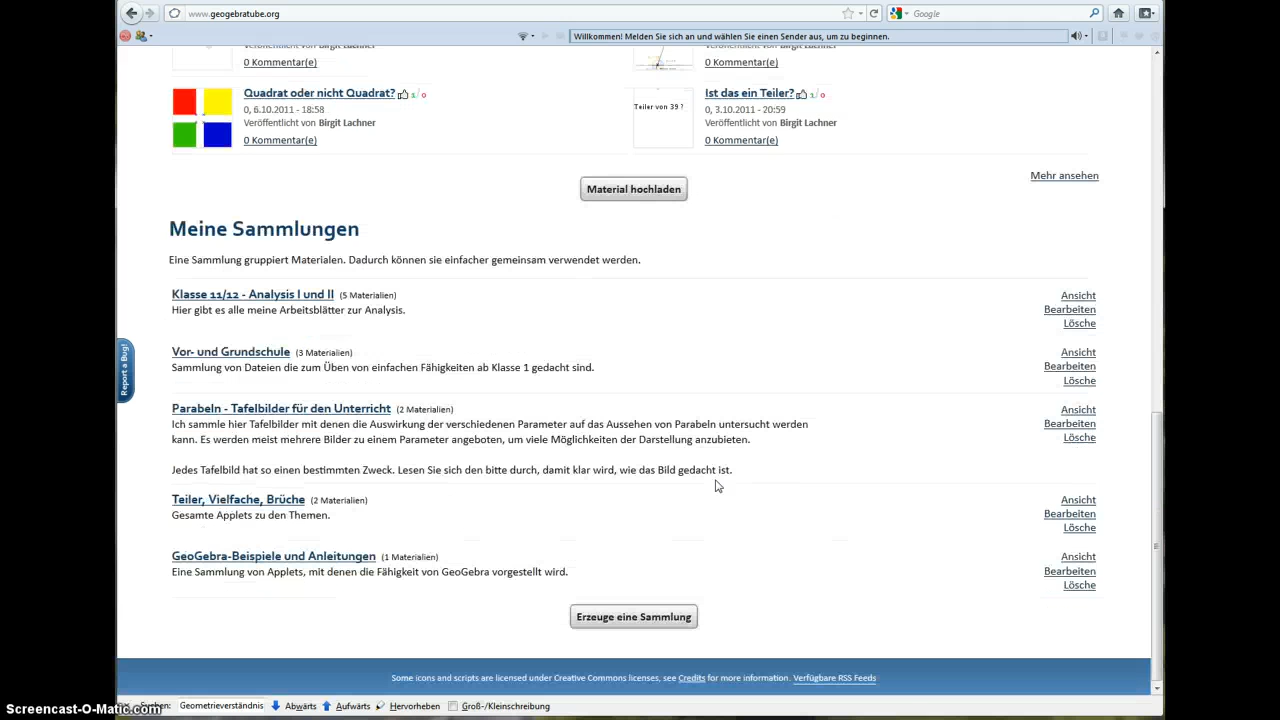 www.geogebratube.org
Google
Willkommen! Melden Sie sich an und wählen Sie einen Sender aus, um zu beginnen.
Veröffentlicht von Birgit Lachner
0 Kommentar(e)
0 Kommentar(e)
Quadrat oder nicht Quadrat? 1/0
0, 6.10.2011 - 18:58
Veröffentlicht von Birgit Lachner
0 Kommentar(e)
Teiler von 39 ?
Ist das ein Teiler? 1/0
0, 3.10.2011 - 20:59
Veröffentlicht von Birgit Lachner
0 Kommentar(e)
Mehr ansehen
Material hochladen
Meine Sammlungen
Eine Sammlung gruppiert Materialen. Dadurch können sie einfacher gemeinsam verwendet werden.
Klasse 11/12 - Analysis I und II (5 Materialien)
Hier gibt es alle meine Arbeitsblätter zur Analysis.
Ansicht
Bearbeiten
Lösche
Vor- und Grundschule (3 Materialien)
Sammlung von Dateien die zum Üben von einfachen Fähigkeiten ab Klasse 1 gedacht sind.
Ansicht
Bearbeiten
Lösche
Parabeln - Tafelbilder für den Unterricht (2 Materialien)
Ich sammle hier Tafelbilder mit denen die Auswirkung der verschiedenen Parameter auf das Aussehen von Parabeln untersucht werden
kann. Es werden meist mehrere Bilder zu einem Parameter angeboten, um viele Möglichkeiten der Darstellung anzubieten.
Jedes Tafelbild hat so einen bestimmten Zweck. Lesen Sie sich den bitte durch, damit klar wird, wie das Bild gedacht ist.
Ansicht
Bearbeiten
Lösche
Teiler, Vielfache, Brüche (2 Materialien)
Gesamte Applets zu den Themen.
Ansicht
Bearbeiten
Lösche
GeoGebra-Beispiele und Anleitungen (1 Materialien)
Eine Sammlung von Applets, mit denen die Fähigkeit von GeoGebra vorgestellt wird.
Ansicht
Bearbeiten
Lösche
Erzeuge eine Sammlung
Report a Bug!
Some icons and scripts are licensed under Creative Commons licenses, see Credits for more information. Verfügbare RSS Feeds
Suchen: Geometrieverständnis Abwärts Aufwärts Hervorheben Groß-/Kleinschreibung
Screencast-O-Matic.com